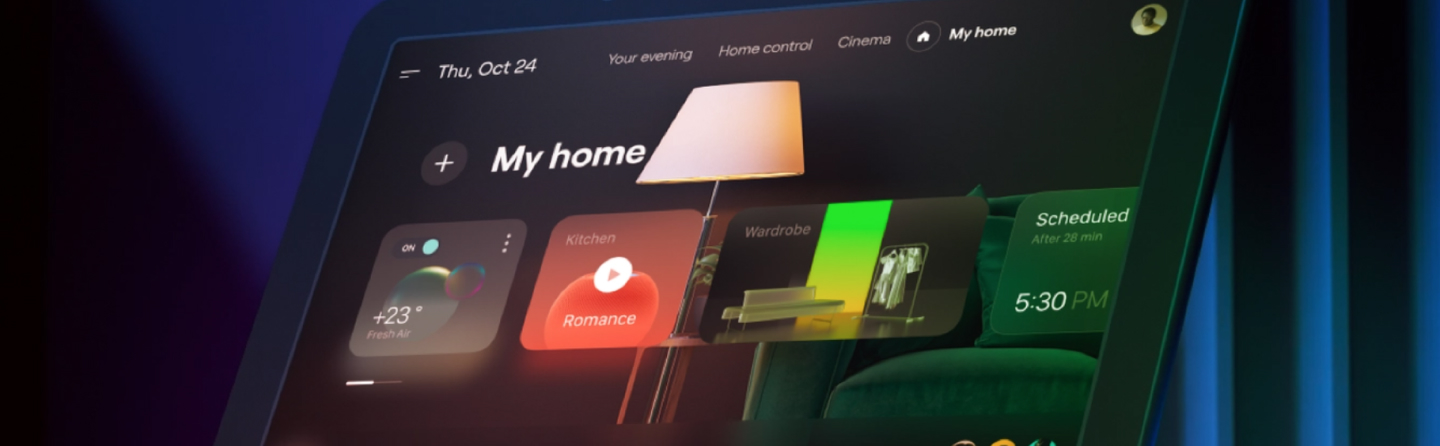 Thu, Oct 24
Your evening
Home control
Cinema
My home
My home
ON
+23°
Fresh Air
Kitchen
Romance
Wardrobe
Scheduled
After 28 min
5:30 PM